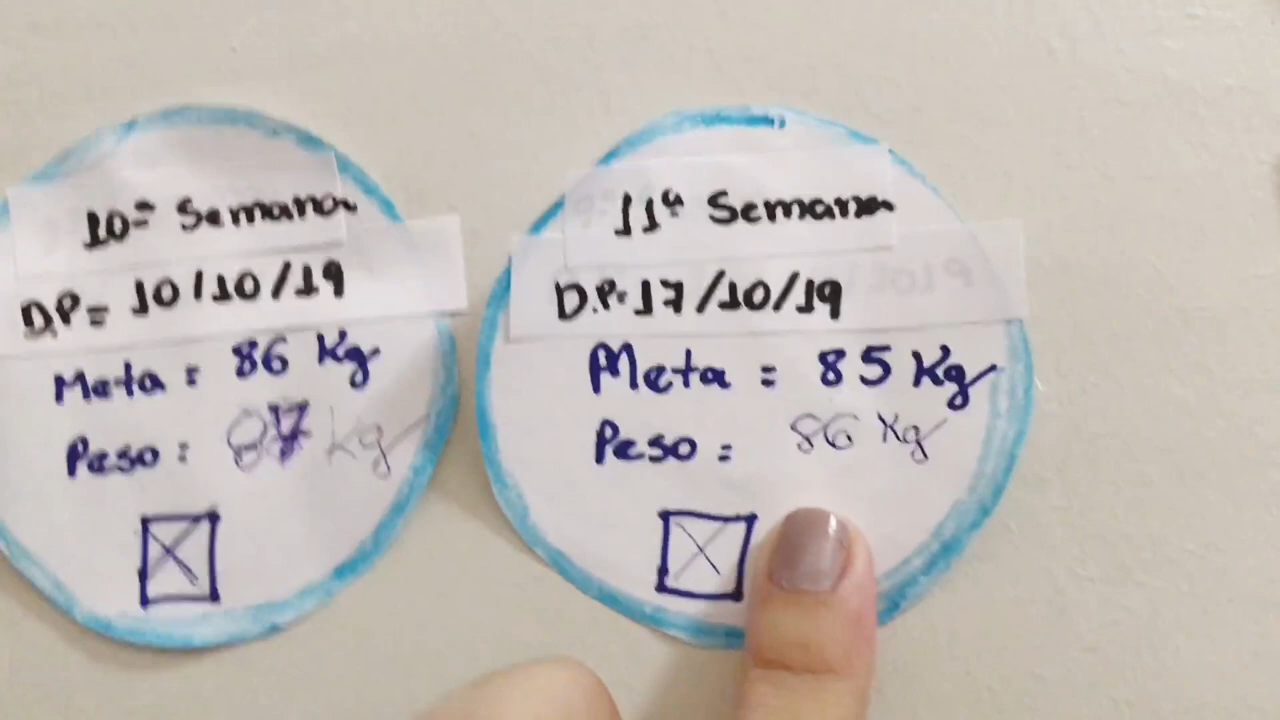 10ª Semana
D.P= 10/10/19
Meta: 86 Kg
Peso: 87 kg
11ª Semana
D.P. 17/10/19
Meta: 85 Kg
Peso: 86 Kg